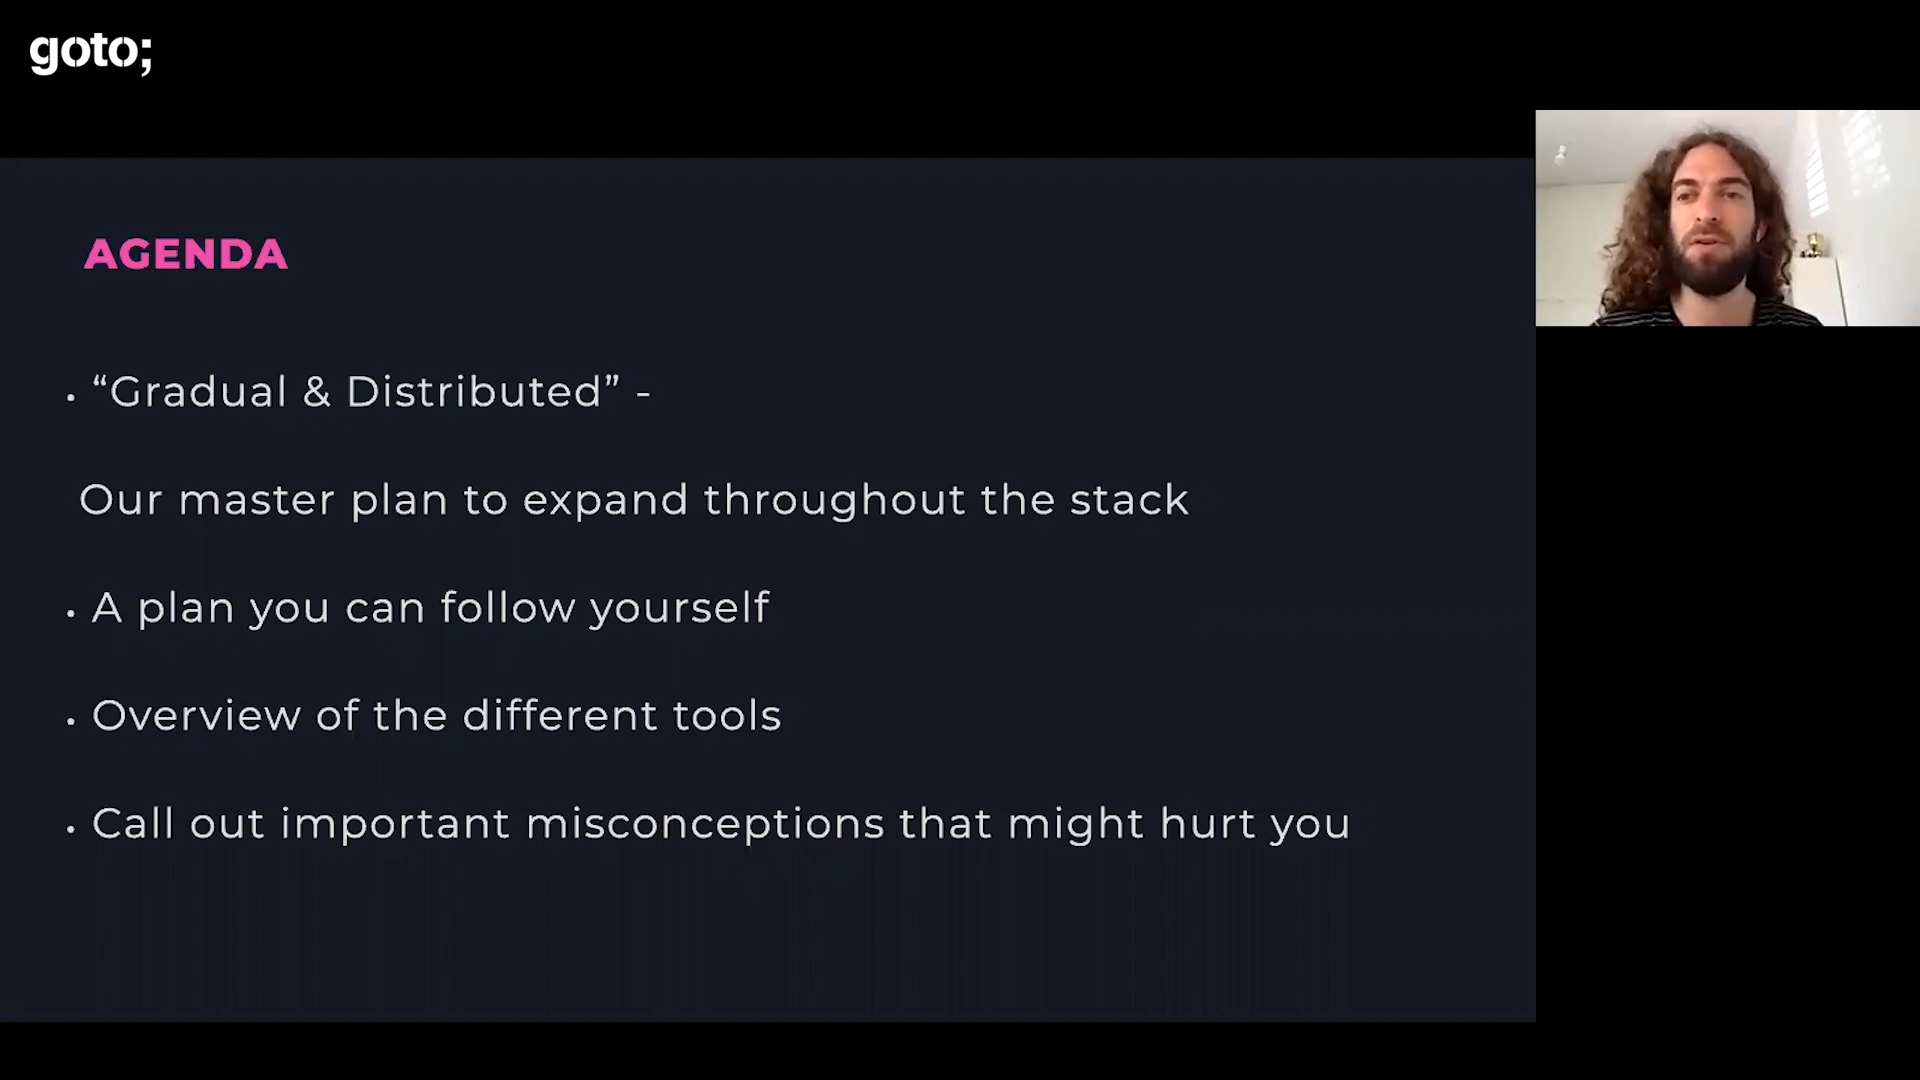 goto;
AGENDA
• “Gradual & Distributed” -
Our master plan to expand throughout the stack
• A plan you can follow yourself
• Overview of the different tools
• Call out important misconceptions that might hurt you